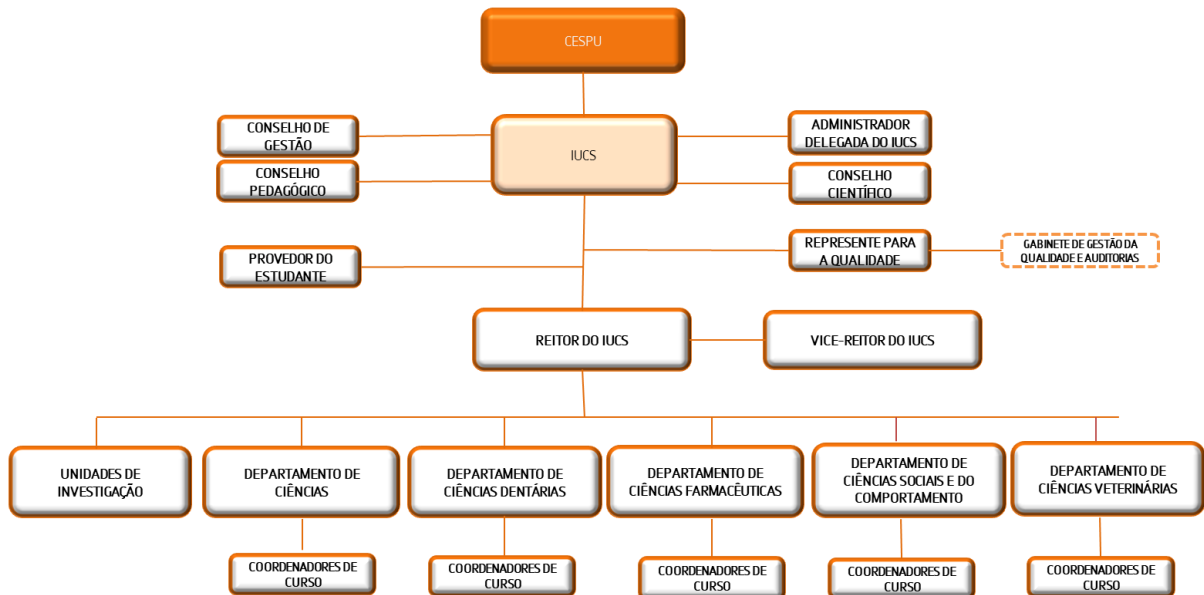 CESPU
CONSELHO DE
GESTÃO
IUCS
ADMINISTRADOR
DELEGADA DO IUCS
CONSELHO
PEDAGÓGICO
CONSELHO
CIENTÍFICO
PROVEDOR DO
ESTUDANTE
REPRESENTE PARA
A QUALIDADE
GABINETE DE GESTÃO DA
QUALIDADE E AUDITORIAS
REITOR DO IUCS
VICE-REITOR DO IUCS
UNIDADES DE
INVESTIGAÇÃO
DEPARTAMENTO DE
CIÊNCIAS
DEPARTAMENTO DE
CIÊNCIAS DENTÁRIAS
DEPARTAMENTO DE
CIÊNCIAS FARMACÊUTICAS
DEPARTAMENTO DE
CIÊNCIAS SOCIAIS E DO
COMPORTAMENTO
DEPARTAMENTO DE
CIÊNCIAS VETERINÁRIAS
COORDENADORES DE
CURSO
COORDENADORES DE
CURSO
COORDENADORES DE
CURSO
COORDENADORES DE
CURSO
COORDENADORES DE
CURSO